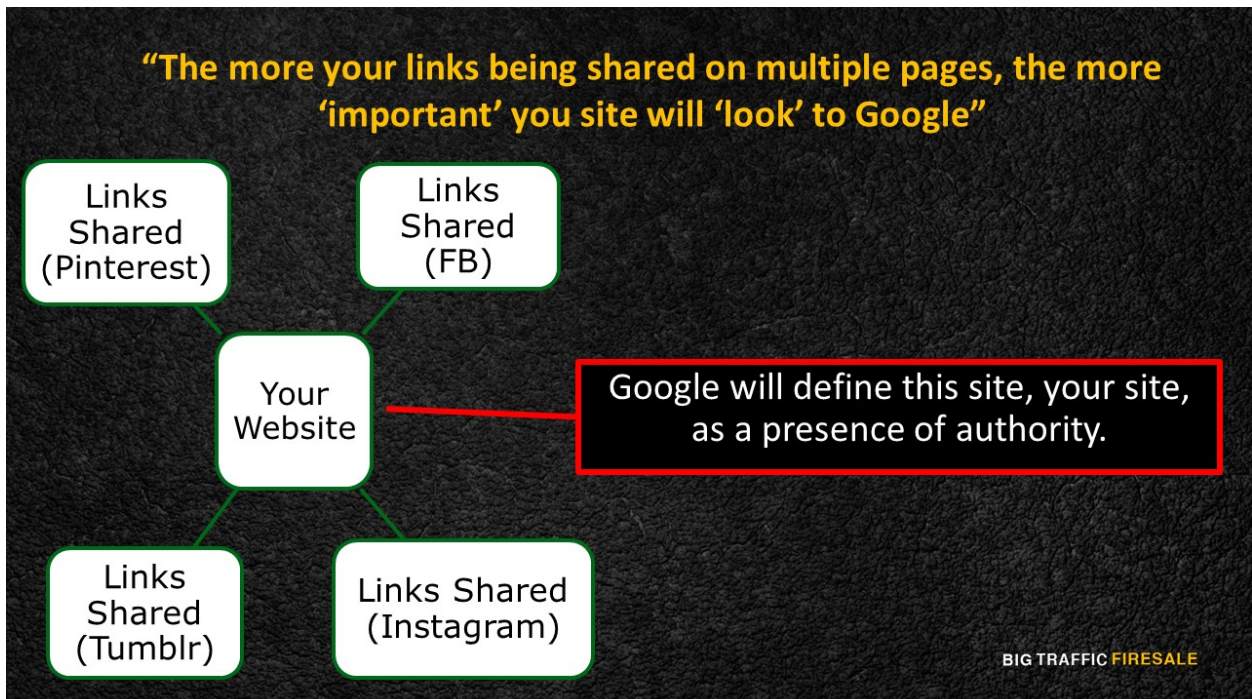 “The more your links being shared on multiple pages, the more
‘important’ you site will ‘look’ to Google”
Links
Shared
(Pinterest)
Links
Shared
(FB)
Your
Website
Google will define this site, your site,
as a presence of authority.
Links
Shared
(Tumblr)
Links Shared
(Instagram)
BIG TRAFFIC FIRESALE